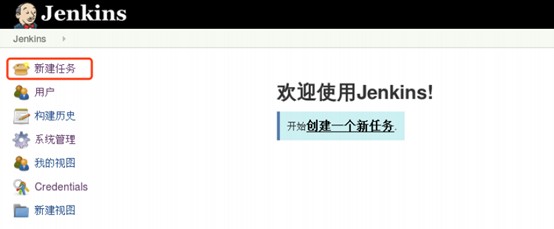 Jenkins
Jenkins
新建任务
用户
构建历史
系统管理
我的视图
Credentials
新建视图
欢迎使用Jenkins!
开始创建一个新任务.